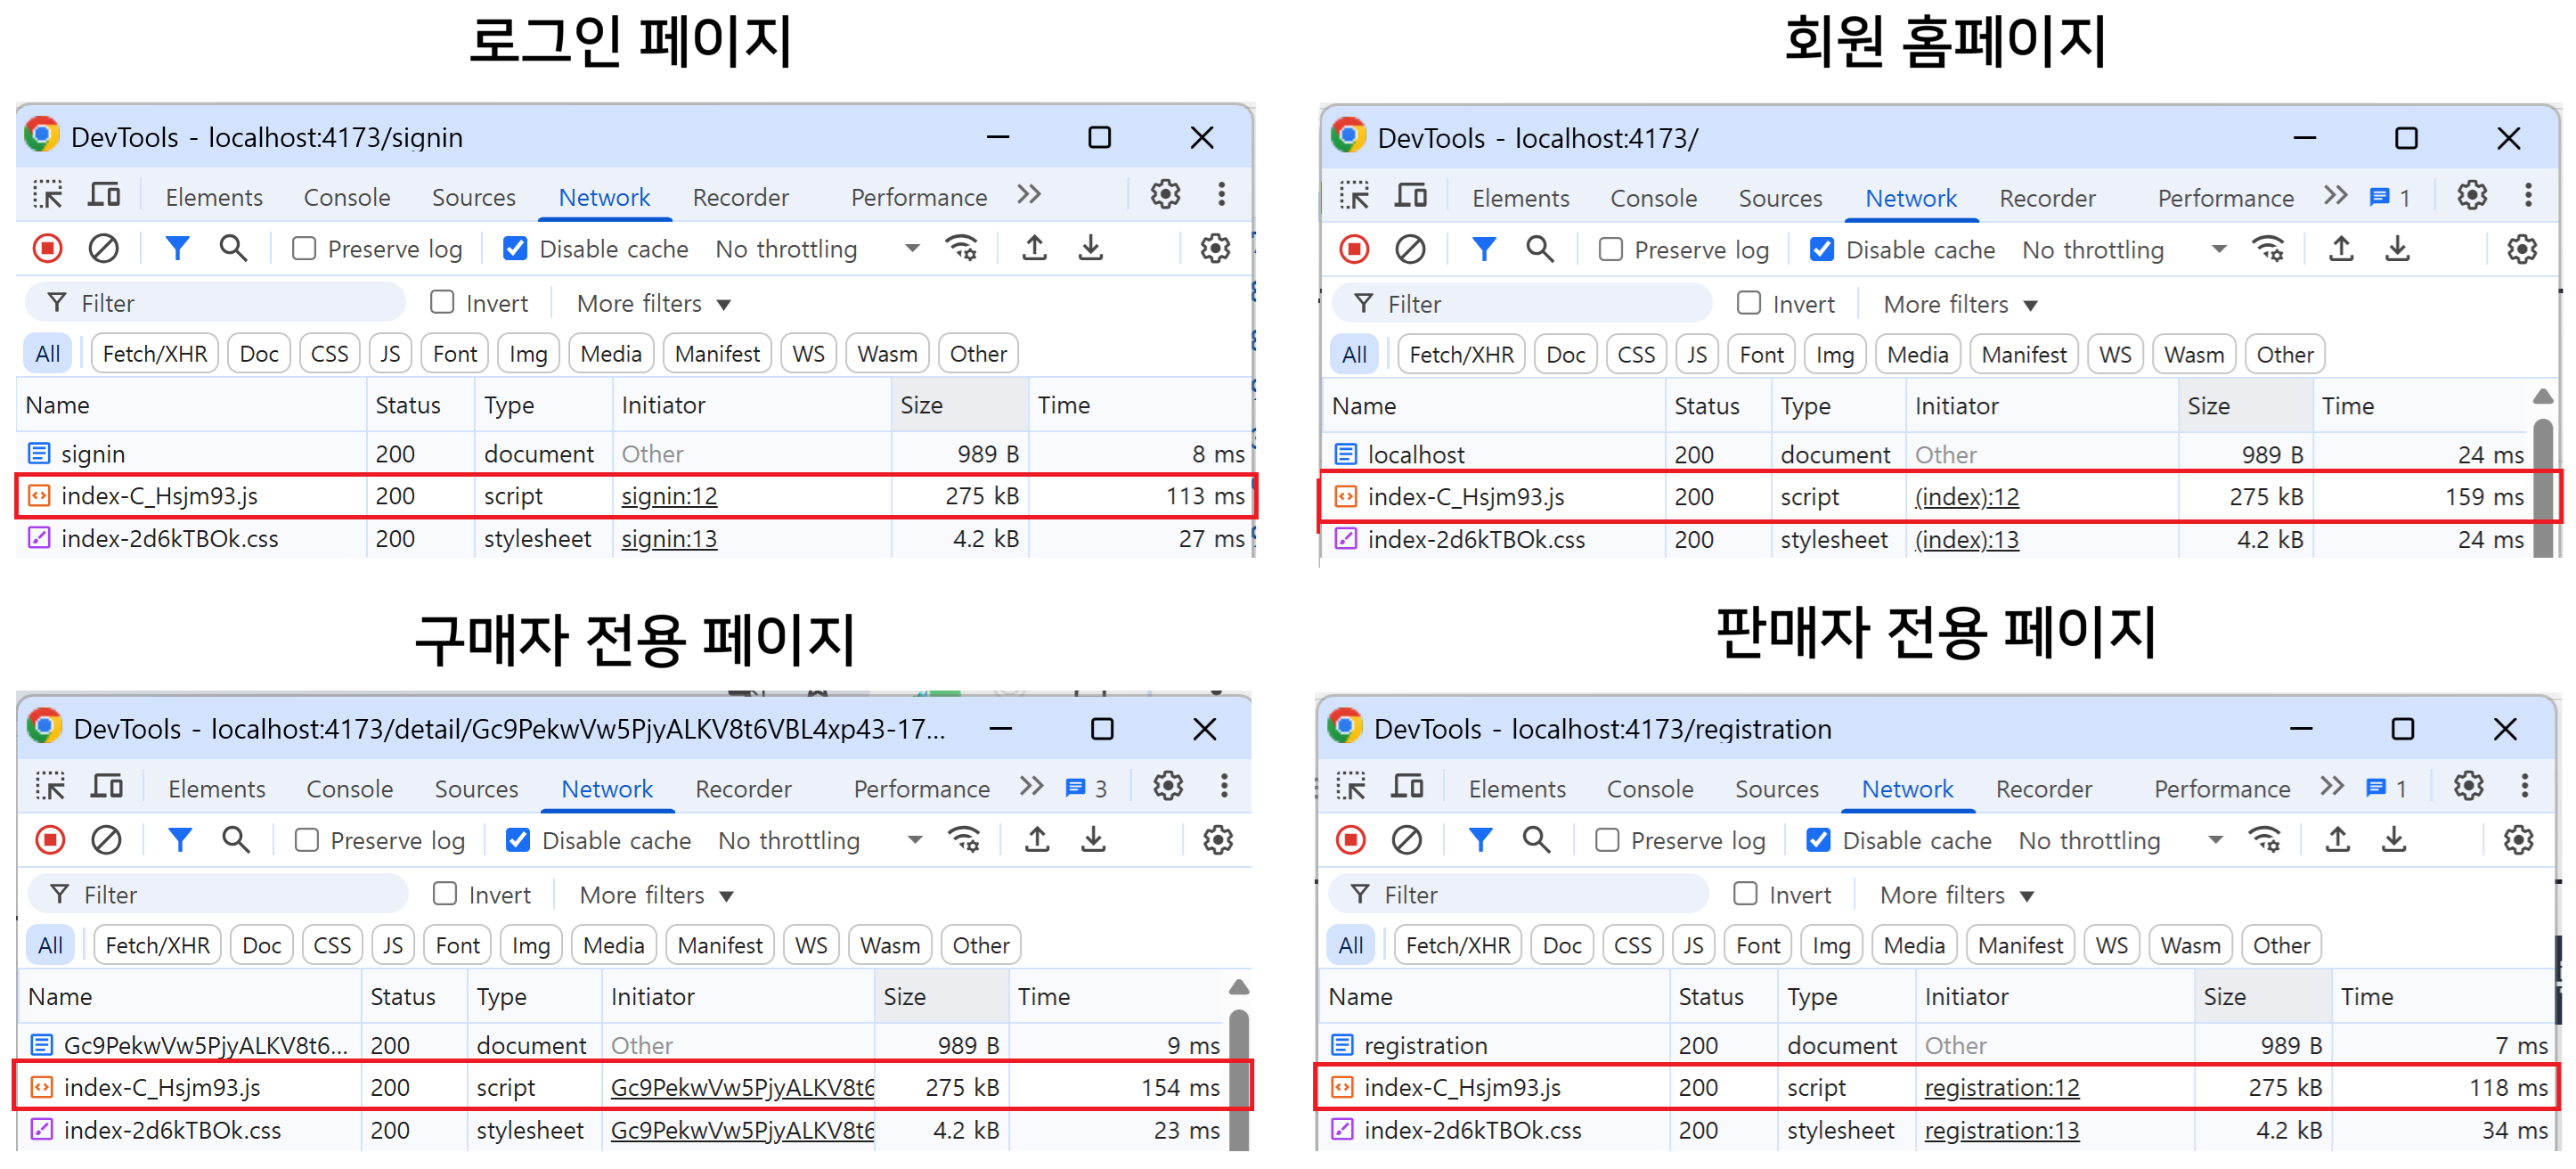 로그인 페이지
DevTools - localhost:4173/signin
Elements Console Sources Network Recorder Performance
Preserve log Disable cache No throttling
Filter Invert More filters
All Fetch/XHR Doc CSS JS Font Img Media Manifest WS Wasm Other
Name Status Type Initiator Size Time
signin 200 document Other 989 B 8 ms
index-C_Hsjm93.js 200 script signin:12 275 kB 113 ms
index-2d6kTBOk.css 200 stylesheet signin:13 4.2 kB 27 ms
회원 홈페이지
DevTools - localhost:4173/
Elements Console Sources Network Recorder Performance 1
Preserve log Disable cache No throttling
Filter Invert More filters
All Fetch/XHR Doc CSS JS Font Img Media Manifest WS Wasm Other
Name Status Type Initiator Size Time
localhost 200 document Other 989 B 24 ms
index-C_Hsjm93.js 200 script (index):12 275 kB 159 ms
index-2d6kTBOk.css 200 stylesheet (index):13 4.2 kB 24 ms
구매자 전용 페이지
DevTools - localhost:4173/detail/Gc9PekwVw5PjyALKV8t6VBL4xp43-17...
Elements Console Sources Network Recorder Performance 3
Preserve log Disable cache No throttling
Filter Invert More filters
All Fetch/XHR Doc CSS JS Font Img Media Manifest WS Wasm Other
Name Status Type Initiator Size Time
Gc9PekwVw5PjyALKV8t6... 200 document Other 989 B 9 ms
index-C_Hsjm93.js 200 script Gc9PekwVw5PjyALKV8t6 275 kB 154 ms
index-2d6kTBOk.css 200 stylesheet Gc9PekwVw5PjyALKV8t6 4.2 kB 23 ms
판매자 전용 페이지
DevTools - localhost:4173/registration
Elements Console Sources Network Recorder Performance 1
Preserve log Disable cache No throttling
Filter Invert More filters
All Fetch/XHR Doc CSS JS Font Img Media Manifest WS Wasm Other
Name Status Type Initiator Size Time
registration 200 document Other 989 B 7 ms
index-C_Hsjm93.js 200 script registration:12 275 kB 118 ms
index-2d6kTBOk.css 200 stylesheet registration:13 4.2 kB 34 ms